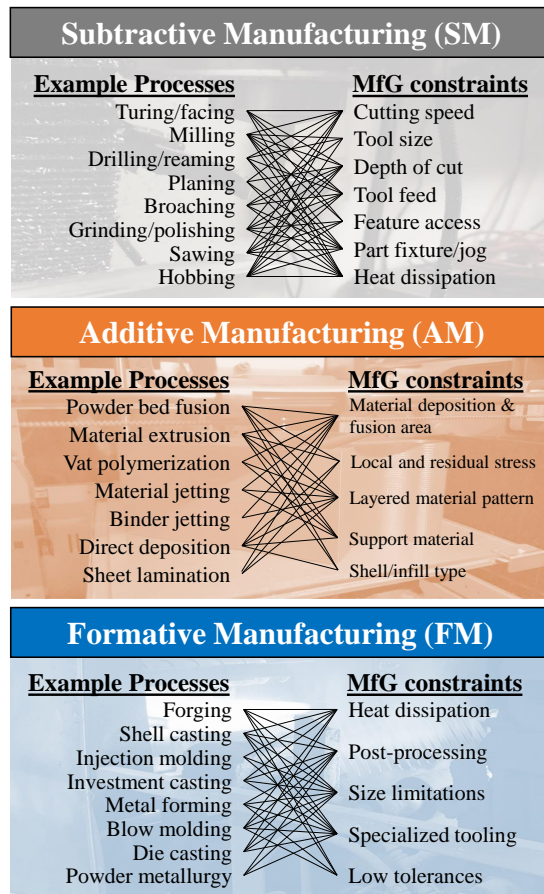 Subtractive Manufacturing (SM)
Example Processes
Turing/facing
Milling
Drilling/reaming
Planing
Broaching
Grinding/polishing
Sawing
Hobbing
MfG constraints
Cutting speed
Tool size
Depth of cut
Tool feed
Feature access
Part fixture/jog
Heat dissipation
Additive Manufacturing (AM)
Example Processes
Powder bed fusion
Material extrusion
Vat polymerization
Material jetting
Binder jetting
Direct deposition
Sheet lamination
MfG constraints
Material deposition &
fusion area
Local and residual stress
Layered material pattern
Support material
Shell/infill type
Formative Manufacturing (FM)
Example Processes
Forging
Shell casting
Injection molding
Investment casting
Metal forming
Blow molding
Die casting
Powder metallurgy
MfG constraints
Heat dissipation
Post-processing
Size limitations
Specialized tooling
Low tolerances